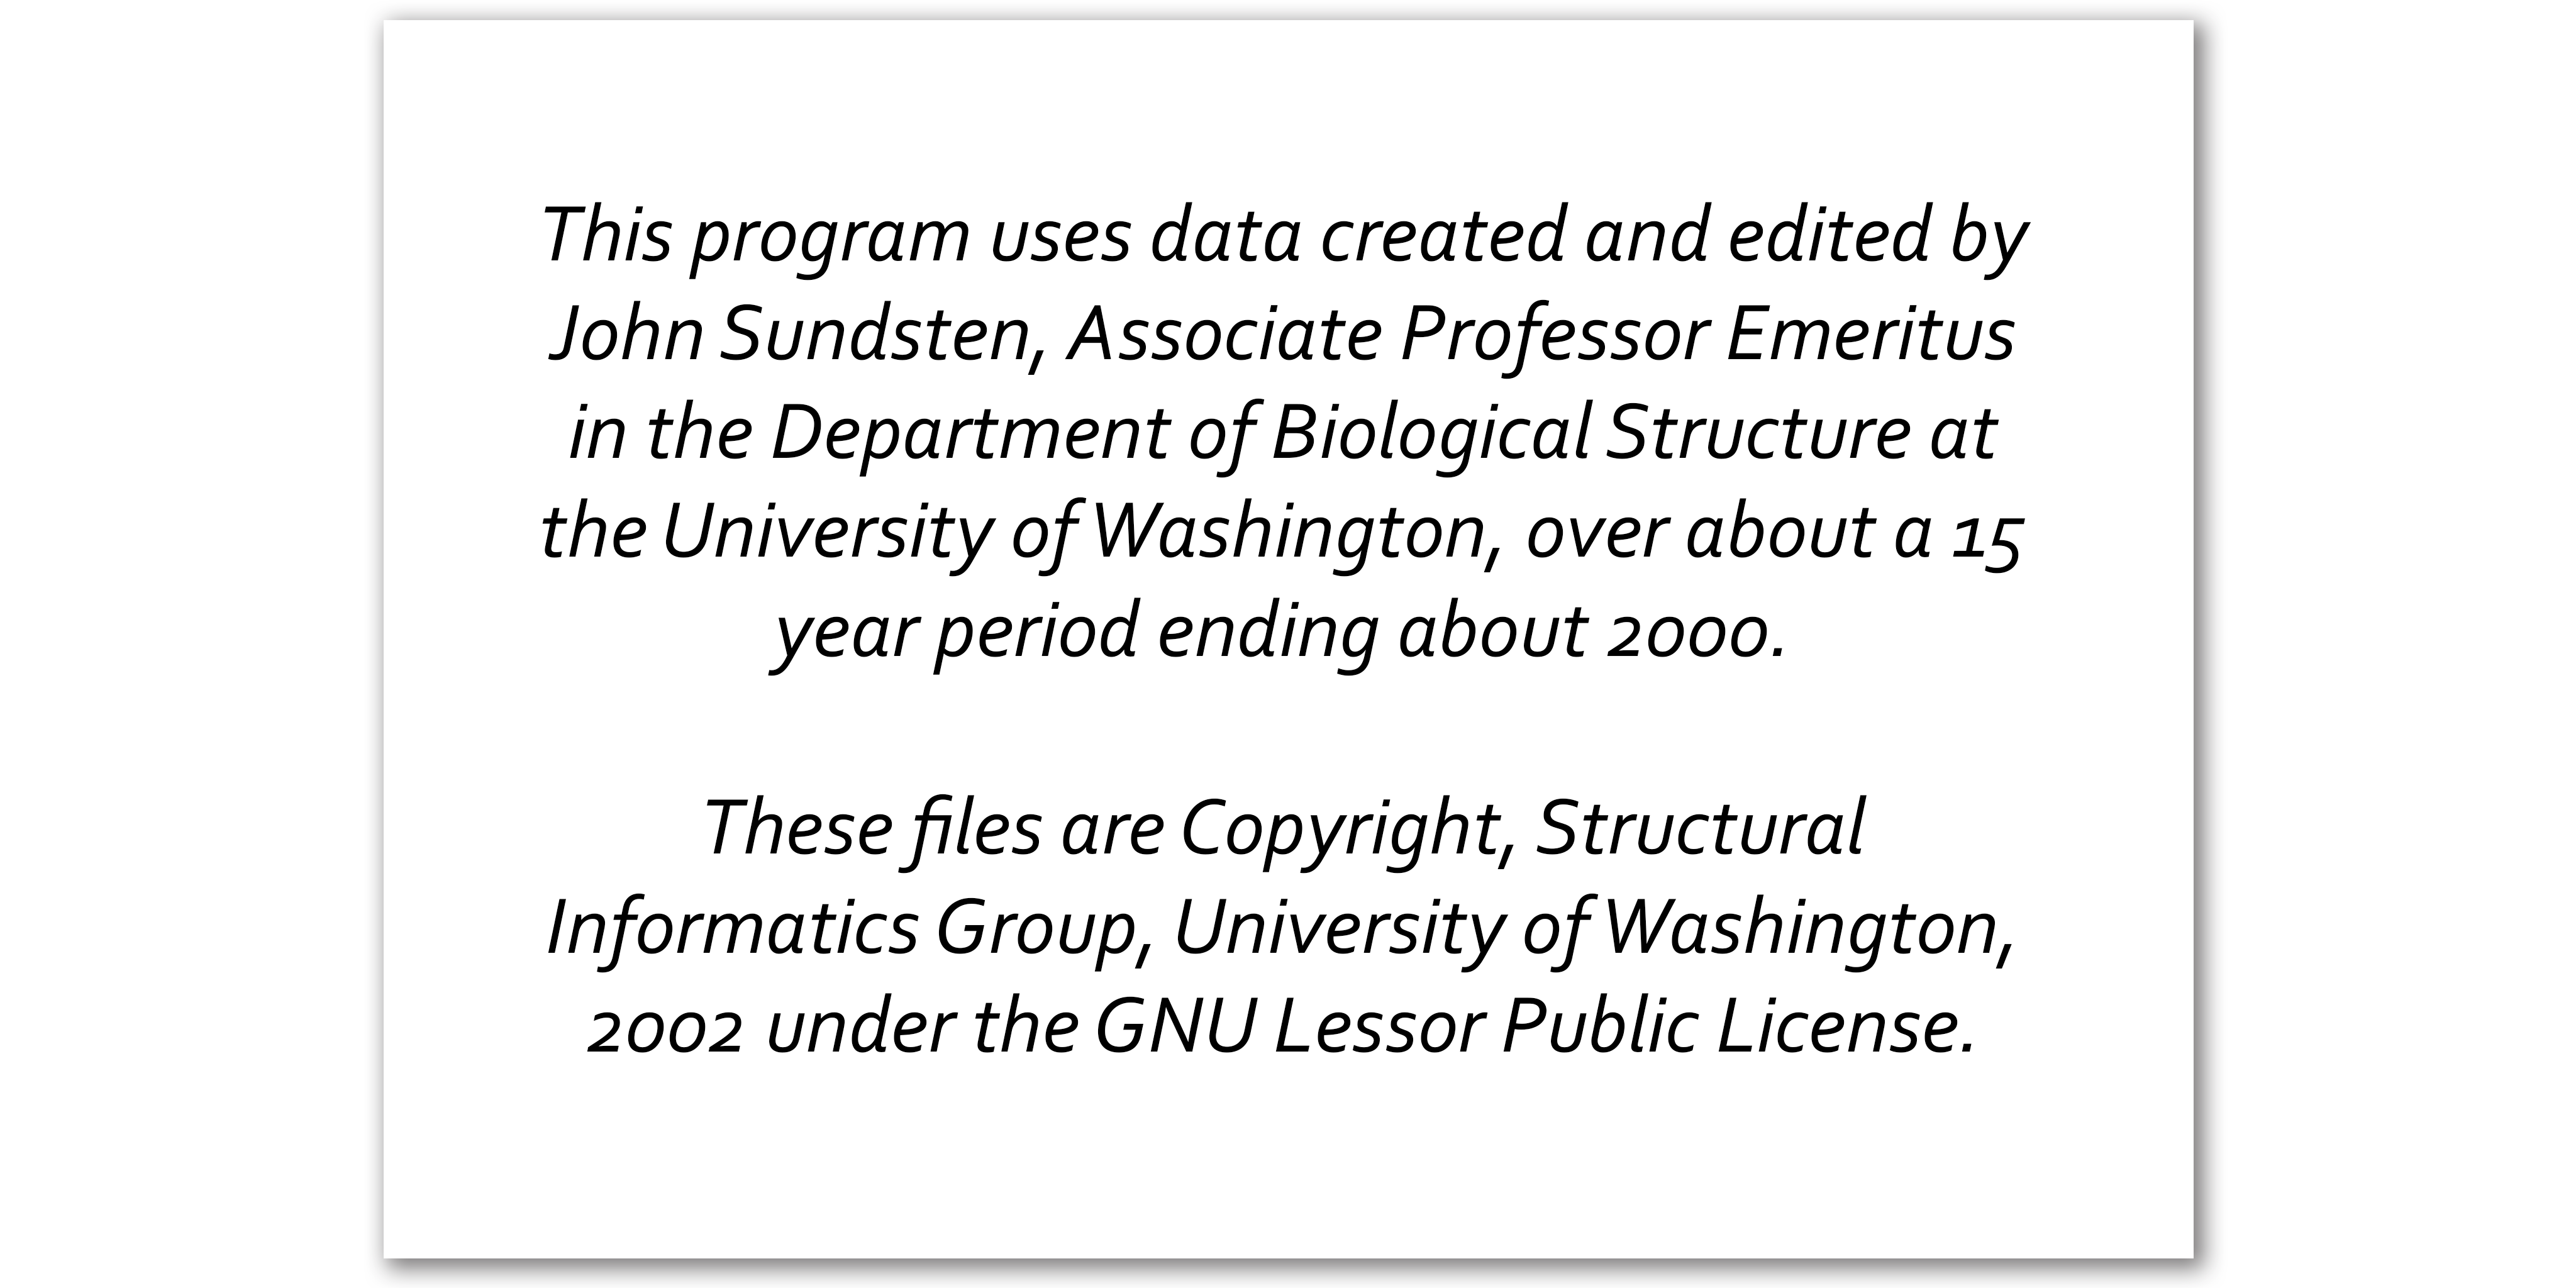 This program uses data created and edited by
John Sundsten, Associate Professor Emeritus
in the Department of Biological Structure at
the University of Washington, over about a 15
year period ending about 2000.
These files are Copyright, Structural
Informatics Group, University of Washington,
2002 under the GNU Lessor Public License.